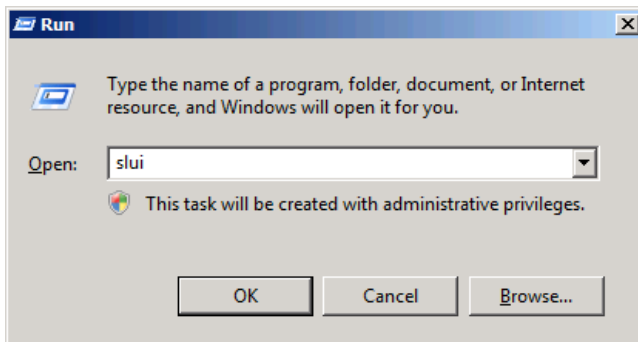 Run
Type the name of a program, folder, document, or Internet
resource, and Windows will open it for you.
Open: slui
This task will be created with administrative privileges.
OK Cancel Browse...